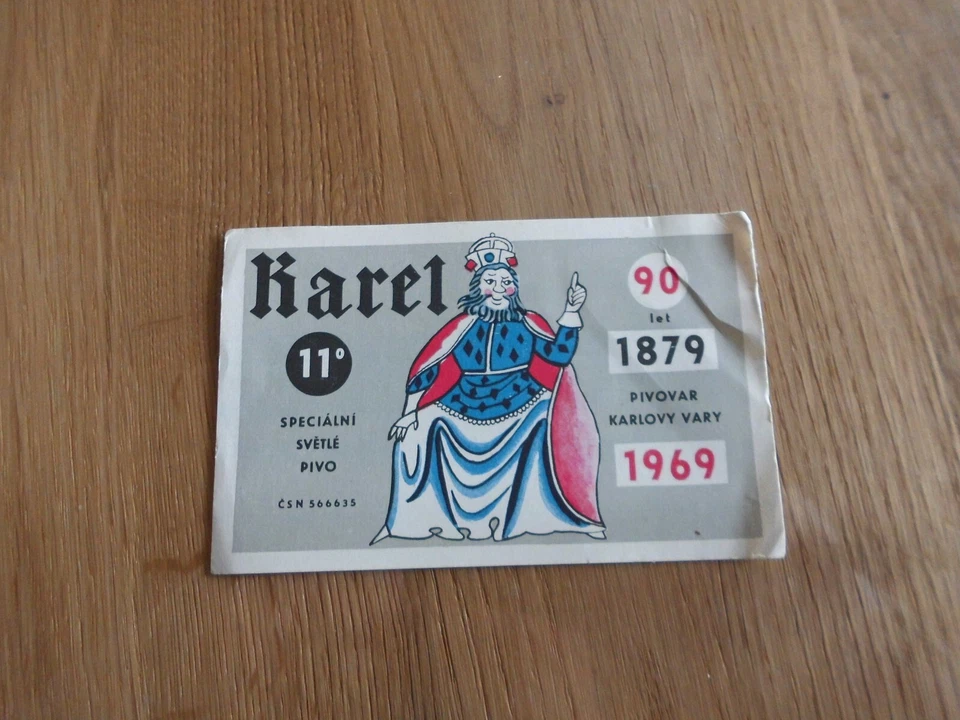 Karel
11°
SPECIÁLNÍ
SVĚTLÉ
PIVO
ČSN 566635
90
let
1879
PIVOVAR
KARLOVY VARY
1969